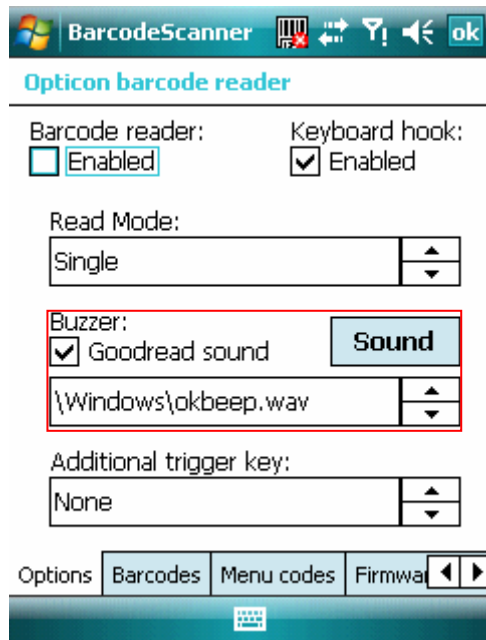 BarcodeScanner ok
Opticon barcode reader
Barcode reader: Keyboard hook:
Enabled Enabled
Read Mode:
Single
Buzzer:
Goodread sound Sound
\Windows\okbeep.wav
Additional trigger key:
None
Options Barcodes Menu codes Firmwa